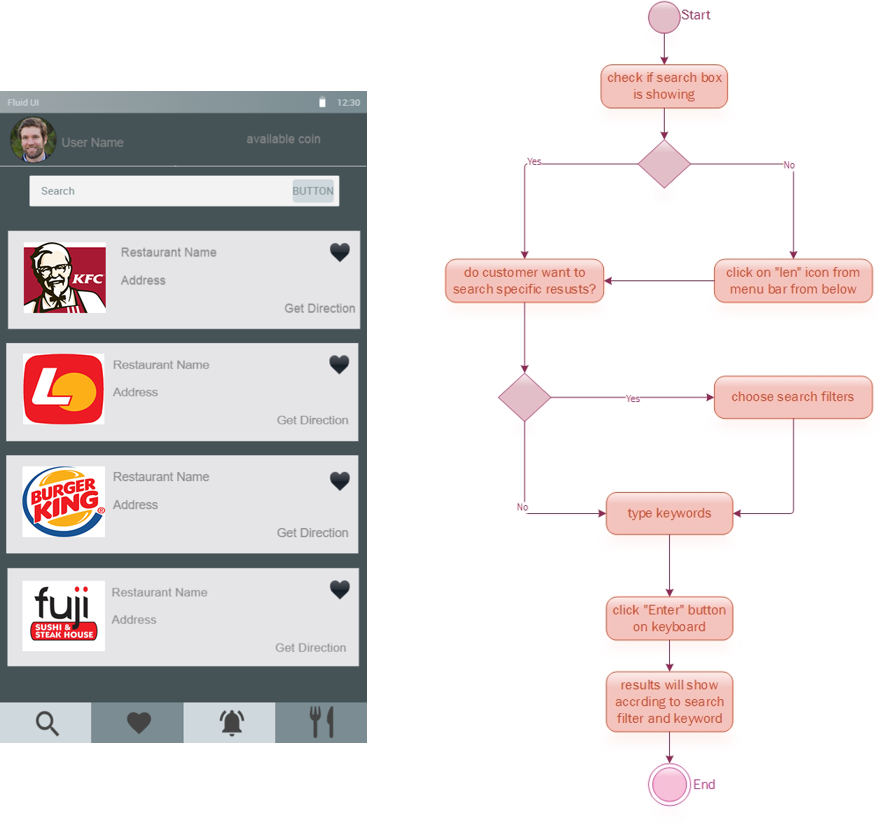 Fluid UI
12:30
User Name
available coin
Search
BUTTON
KFC
Restaurant Name
Address
Get Direction
L
Restaurant Name
Address
Get Direction
BURGER
KING
®
Restaurant Name
Address
Get Direction
fuji
SUSHI &
STEAK HOUSE
Restaurant Name
Address
Get Direction
Start
check if search box
is showing
Yes
No
do customer want to
search specific resusts?
click on "len" icon from
menu bar from below
Yes
choose search filters
No
type keywords
click "Enter" button
on keyboard
results will show
accrding to search
filter and keyword
End